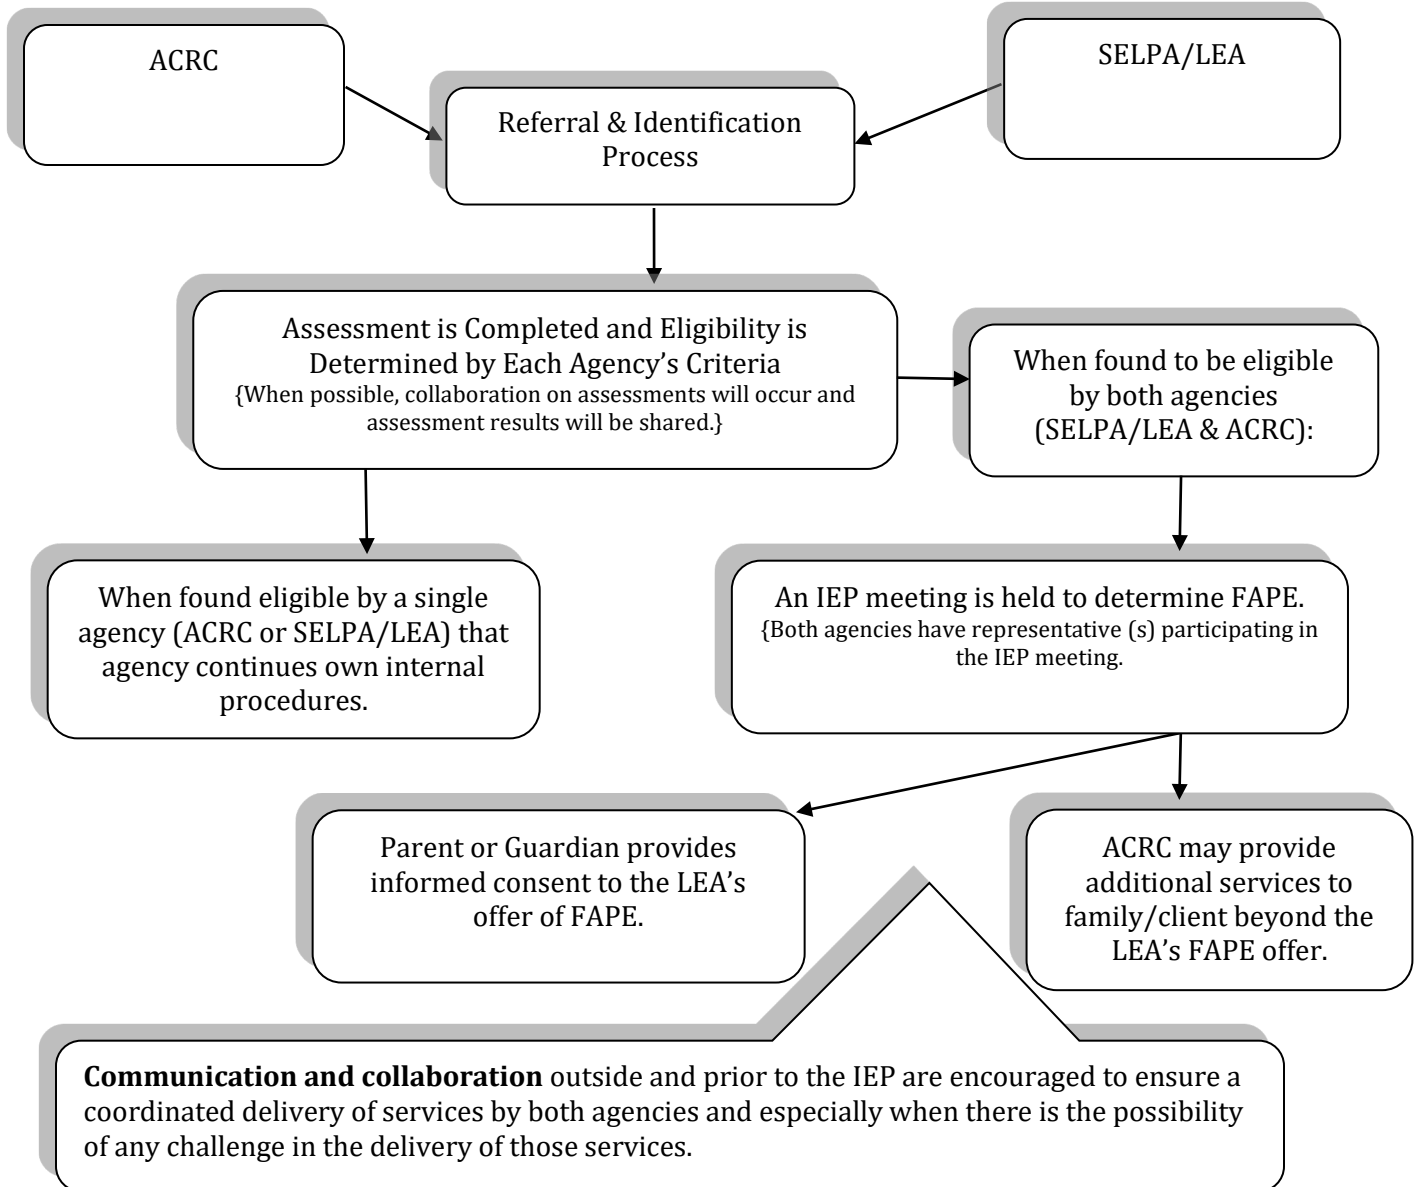 ACRC
SELPA/LEA
Referral & Identification
Process
Assessment is Completed and Eligibility is
Determined by Each Agency’s Criteria
{When possible, collaboration on assessments will occur and
assessment results will be shared.}
When found to be eligible
by both agencies
(SELPA/LEA & ACRC):
When found eligible by a single
agency (ACRC or SELPA/LEA) that
agency continues own internal
procedures.
An IEP meeting is held to determine FAPE.
{Both agencies have representative (s) participating in
the IEP meeting.
Parent or Guardian provides
informed consent to the LEA’s
offer of FAPE.
ACRC may provide
additional services to
family/client beyond the
LEA’s FAPE offer.
Communication and collaboration outside and prior to the IEP are encouraged to ensure a
coordinated delivery of services by both agencies and especially when there is the possibility
of any challenge in the delivery of those services.